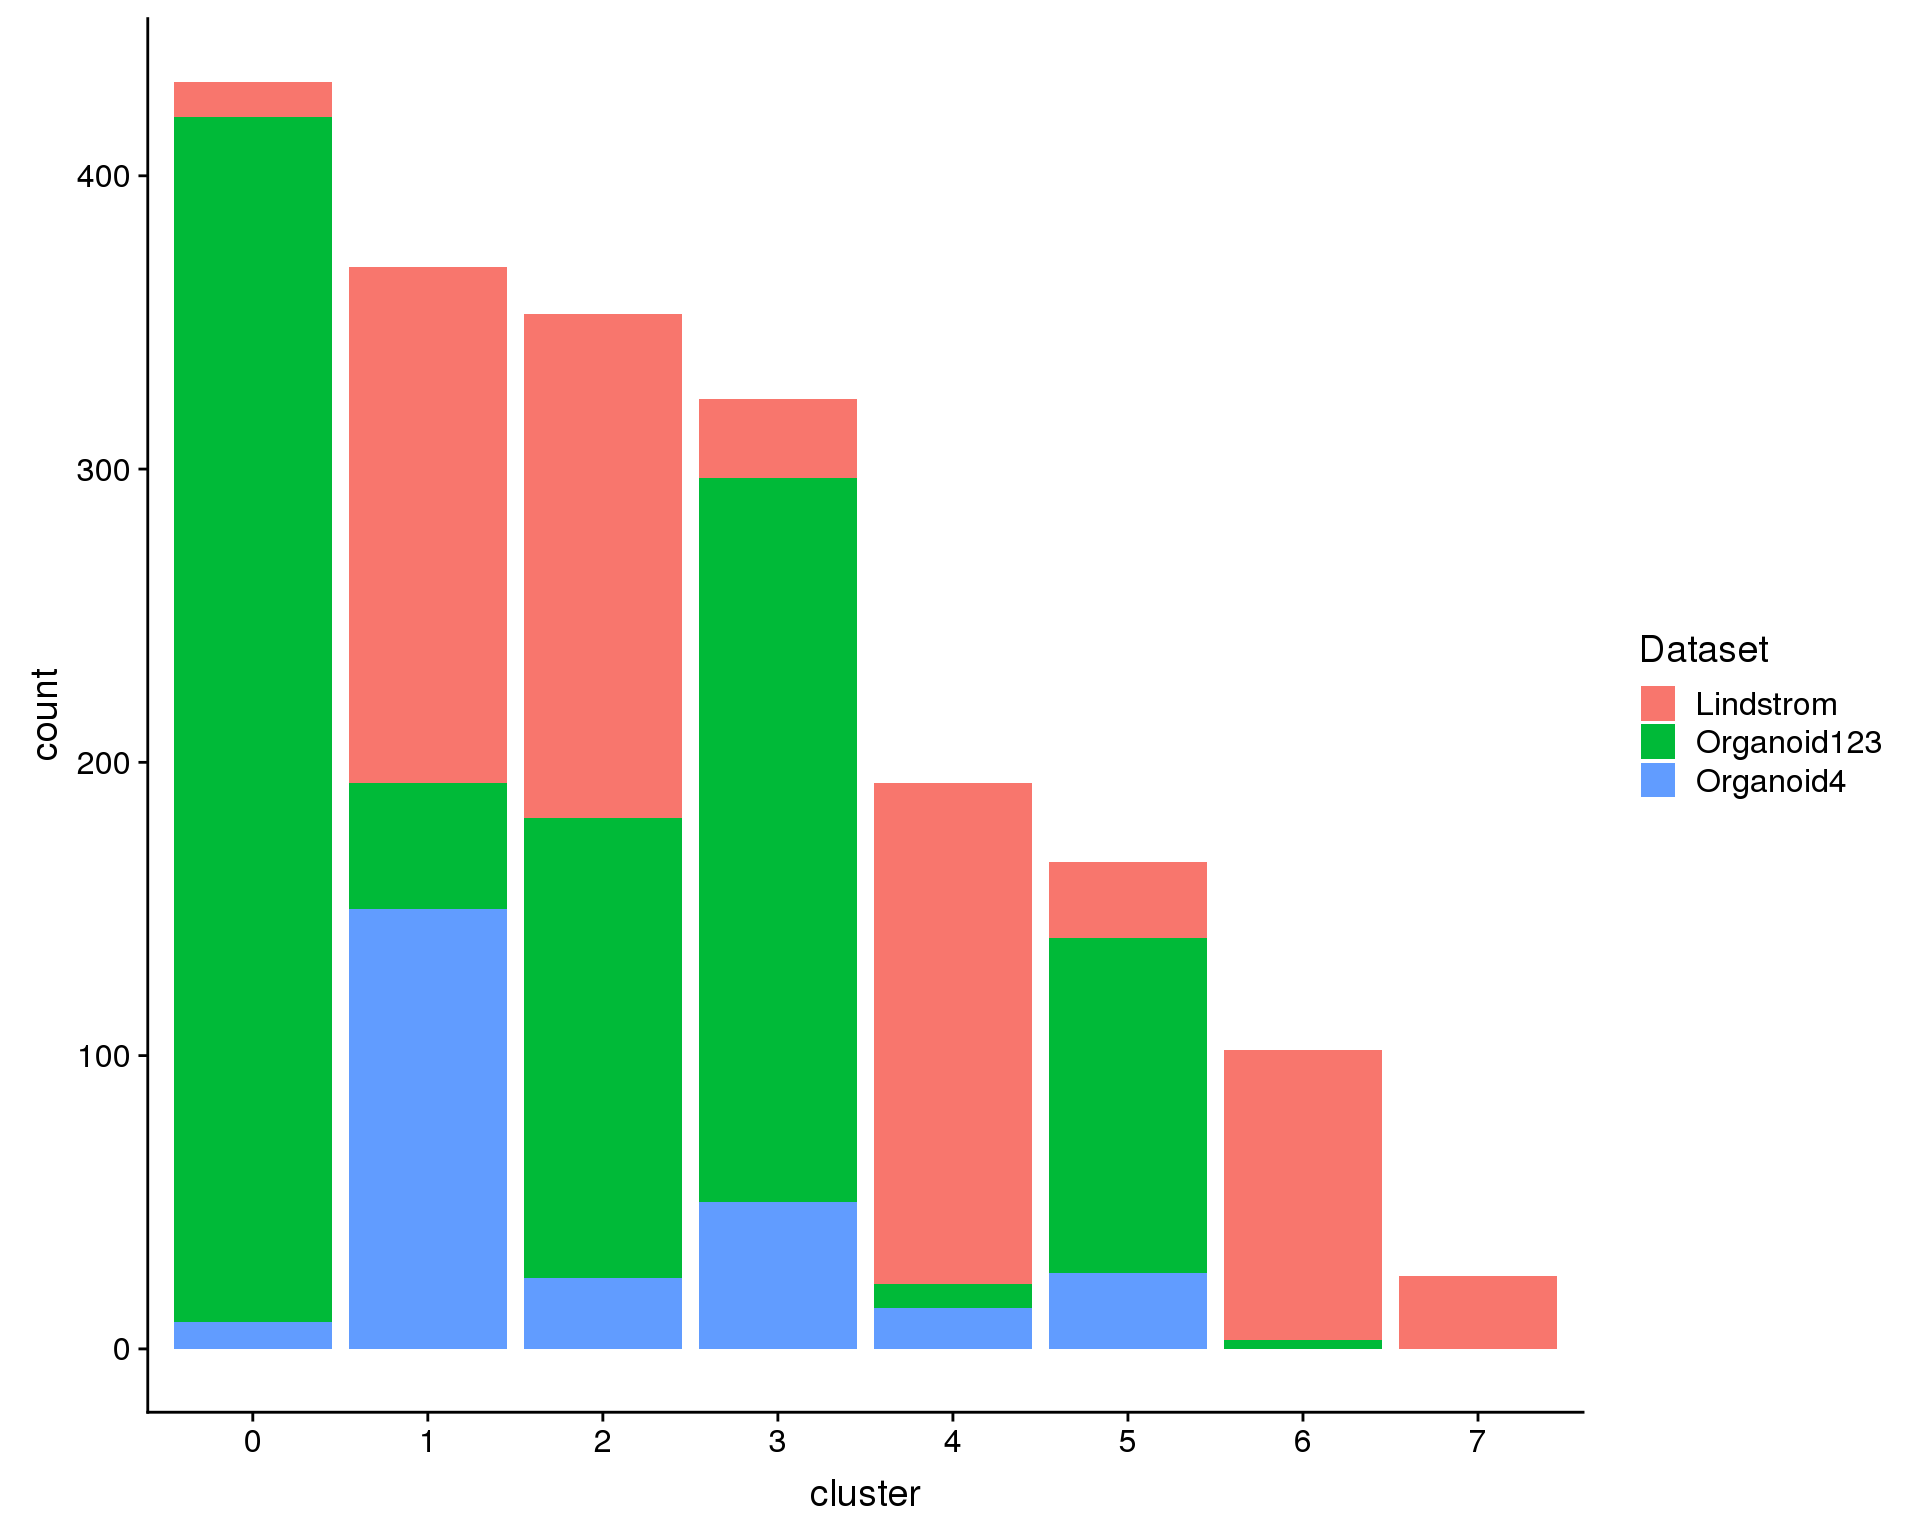 400
300
200
100
0
count
0 1 2 3 4 5 6 7
cluster
Dataset
Lindstrom
Organoid123
Organoid4